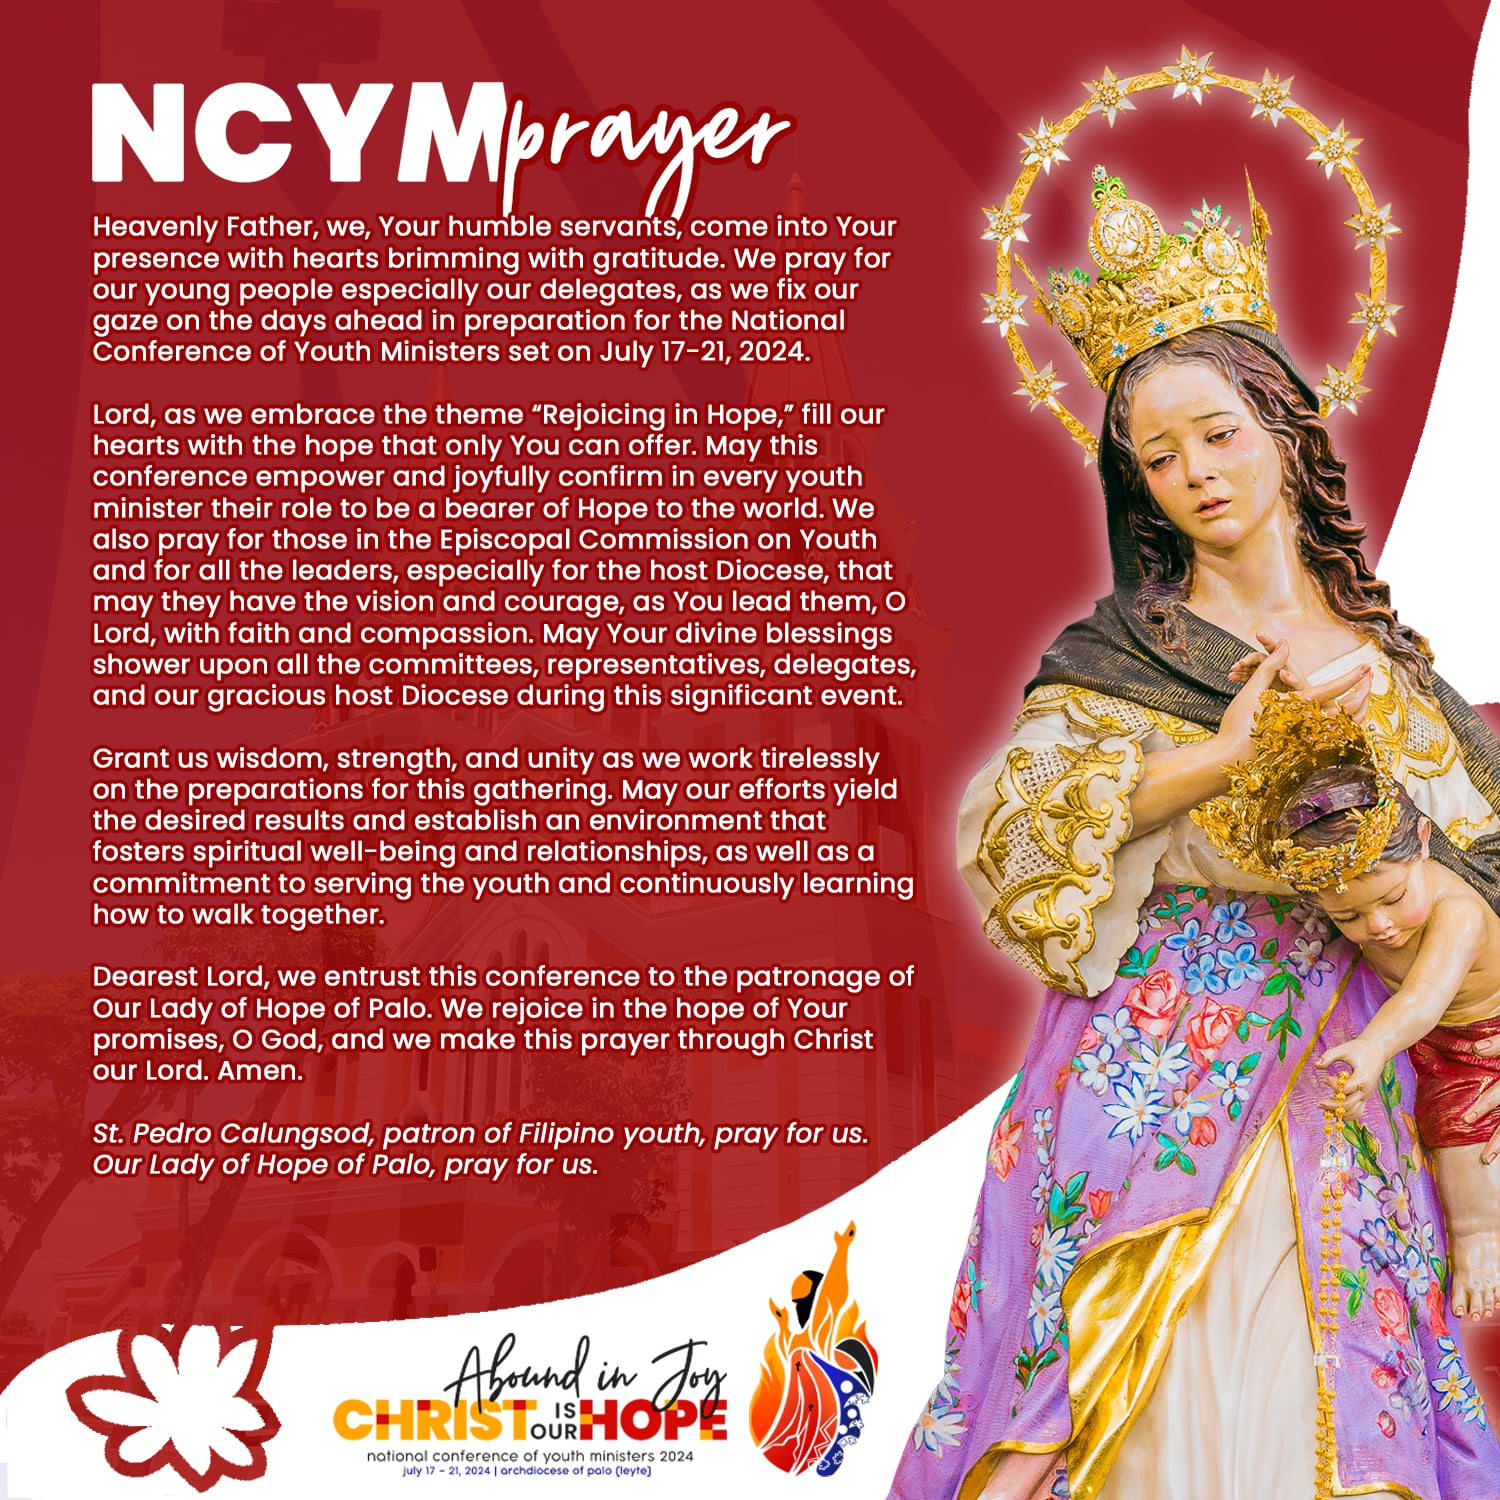 NCYM prayer
Heavenly Father, we, Your humble servants, come into Your
presence with hearts brimming with gratitude. We pray for
our young people especially our delegates, as we fix our
gaze on the days ahead in preparation for the National
Conference of Youth Ministers set on July 17-21, 2024.
Lord, as we embrace the theme “Rejoicing in Hope,” fill our
hearts with the hope that only You can offer. May this
conference empower and joyfully confirm in every youth
minister their role to be a bearer of Hope to the world. We
also pray for those in the Episcopal Commission on Youth
and for all the leaders, especially for the host Diocese, that
may they have the vision and courage, as You lead them, O
Lord, with faith and compassion. May Your divine blessings
shower upon all the committees, representatives, delegates,
and our gracious host Diocese during this significant event.
Grant us wisdom, strength, and unity as we work tirelessly
on the preparations for this gathering. May our efforts yield
the desired results and establish an environment that
fosters spiritual well-being and relationships, as well as a
commitment to serving the youth and continuously learning
how to walk together.
Dearest Lord, we entrust this conference to the patronage of
Our Lady of Hope of Palo. We rejoice in the hope of Your
promises, O God, and we make this prayer through Christ
our Lord. Amen.
St. Pedro Calungsod, patron of Filipino youth, pray for us.
Our Lady of Hope of Palo, pray for us.
Abound in Joy
CHRIST IS OUR HOPE
national conference of youth ministers 2024
july 17 - 21, 2024 | archdiocese of palo (leyte)